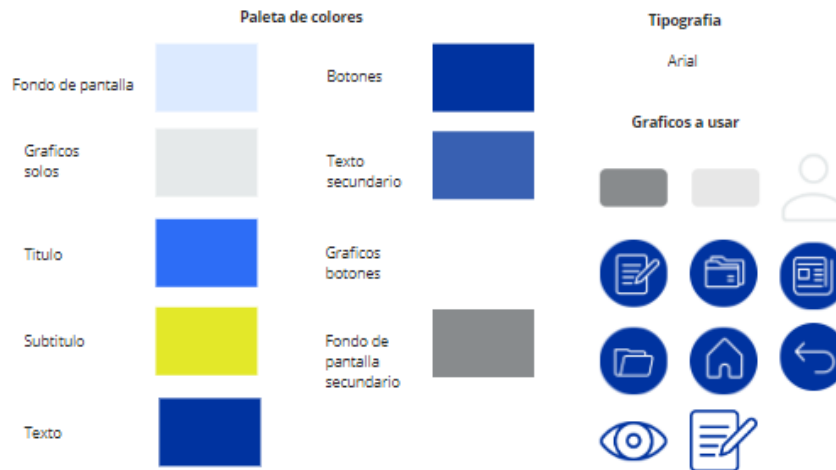 Paleta de colores
Fondo de pantalla
Graficos
solos
Titulo
Subtitulo
Texto
Botones
Texto
secundario
Graficos
botones
Fondo de
pantalla
secundario
Tipografia
Arial
Graficos a usar